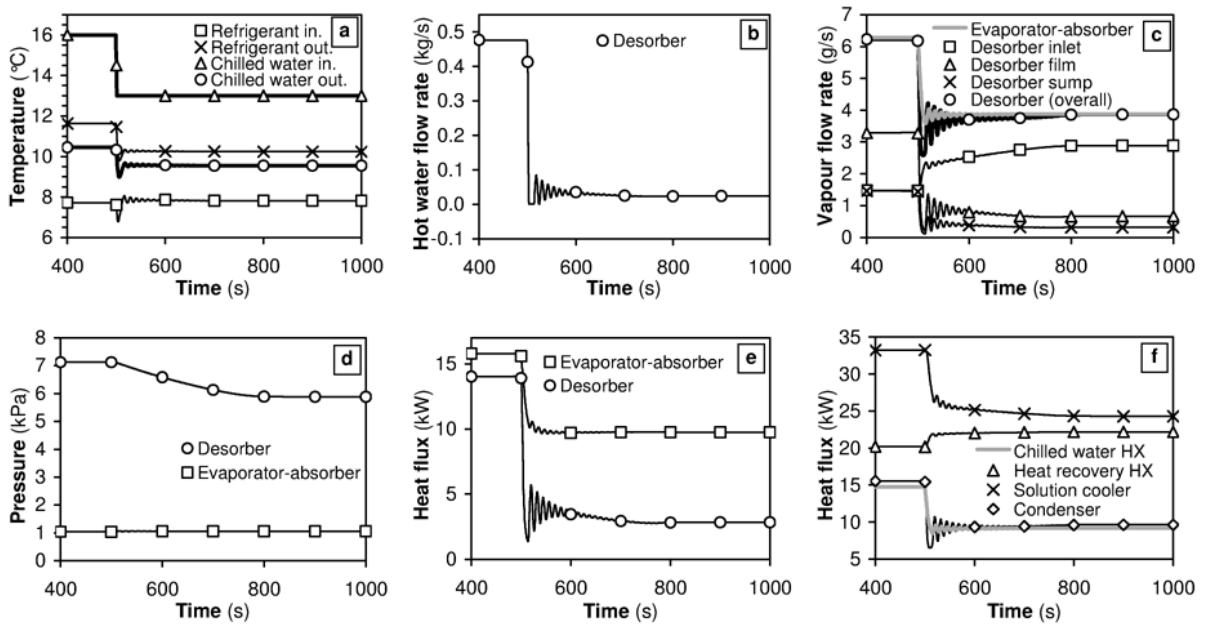 a
Temperature (°C)
16
14
12
10
8
6
Refrigerant in.
Refrigerant out.
Chilled water in.
Chilled water out.
400 600 800 1000
Time (s)
b
Hot water flow rate (kg/s)
0.5
0.4
0.3
0.2
0.1
0.0
-0.1
Desorber
400 600 800 1000
Time (s)
c
Vapour flow rate (g/s)
7
6
5
4
3
2
1
0
Evaporator-absorber
Desorber inlet
Desorber film
Desorber sump
Desorber (overall)
400 600 800 1000
Time (s)
d
Pressure (kPa)
8
7
6
5
4
3
2
1
0
Desorber
Evaporator-absorber
400 600 800 1000
Time (s)
e
Heat flux (kW)
15
10
5
0
Evaporator-absorber
Desorber
400 600 800 1000
Time (s)
f
Heat flux (kW)
35
30
25
20
15
10
5
Chilled water HX
Heat recovery HX
Solution cooler
Condenser
400 600 800 1000
Time (s)